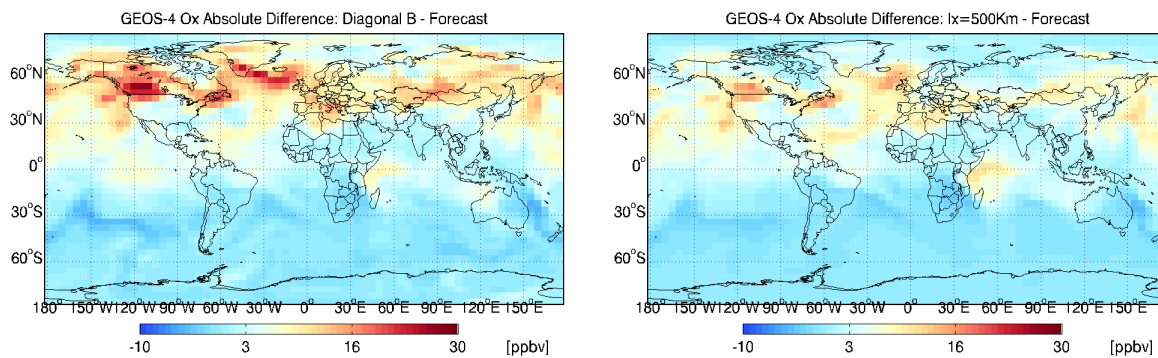 GEOS-4 Ox Absolute Difference: Diagonal B - Forecast
60°N
30°N
0°
30°S
60°S
180° 150°W 120°W 90°W 60°W 30°W 0° 30°E 60°E 90°E 120°E 150°E
-10 3 16 30 [ppbv]
GEOS-4 Ox Absolute Difference: lx=500Km - Forecast
60°N
30°N
0°
30°S
60°S
180° 150°W 120°W 90°W 60°W 30°W 0° 30°E 60°E 90°E 120°E 150°E
-10 3 16 30 [ppbv]